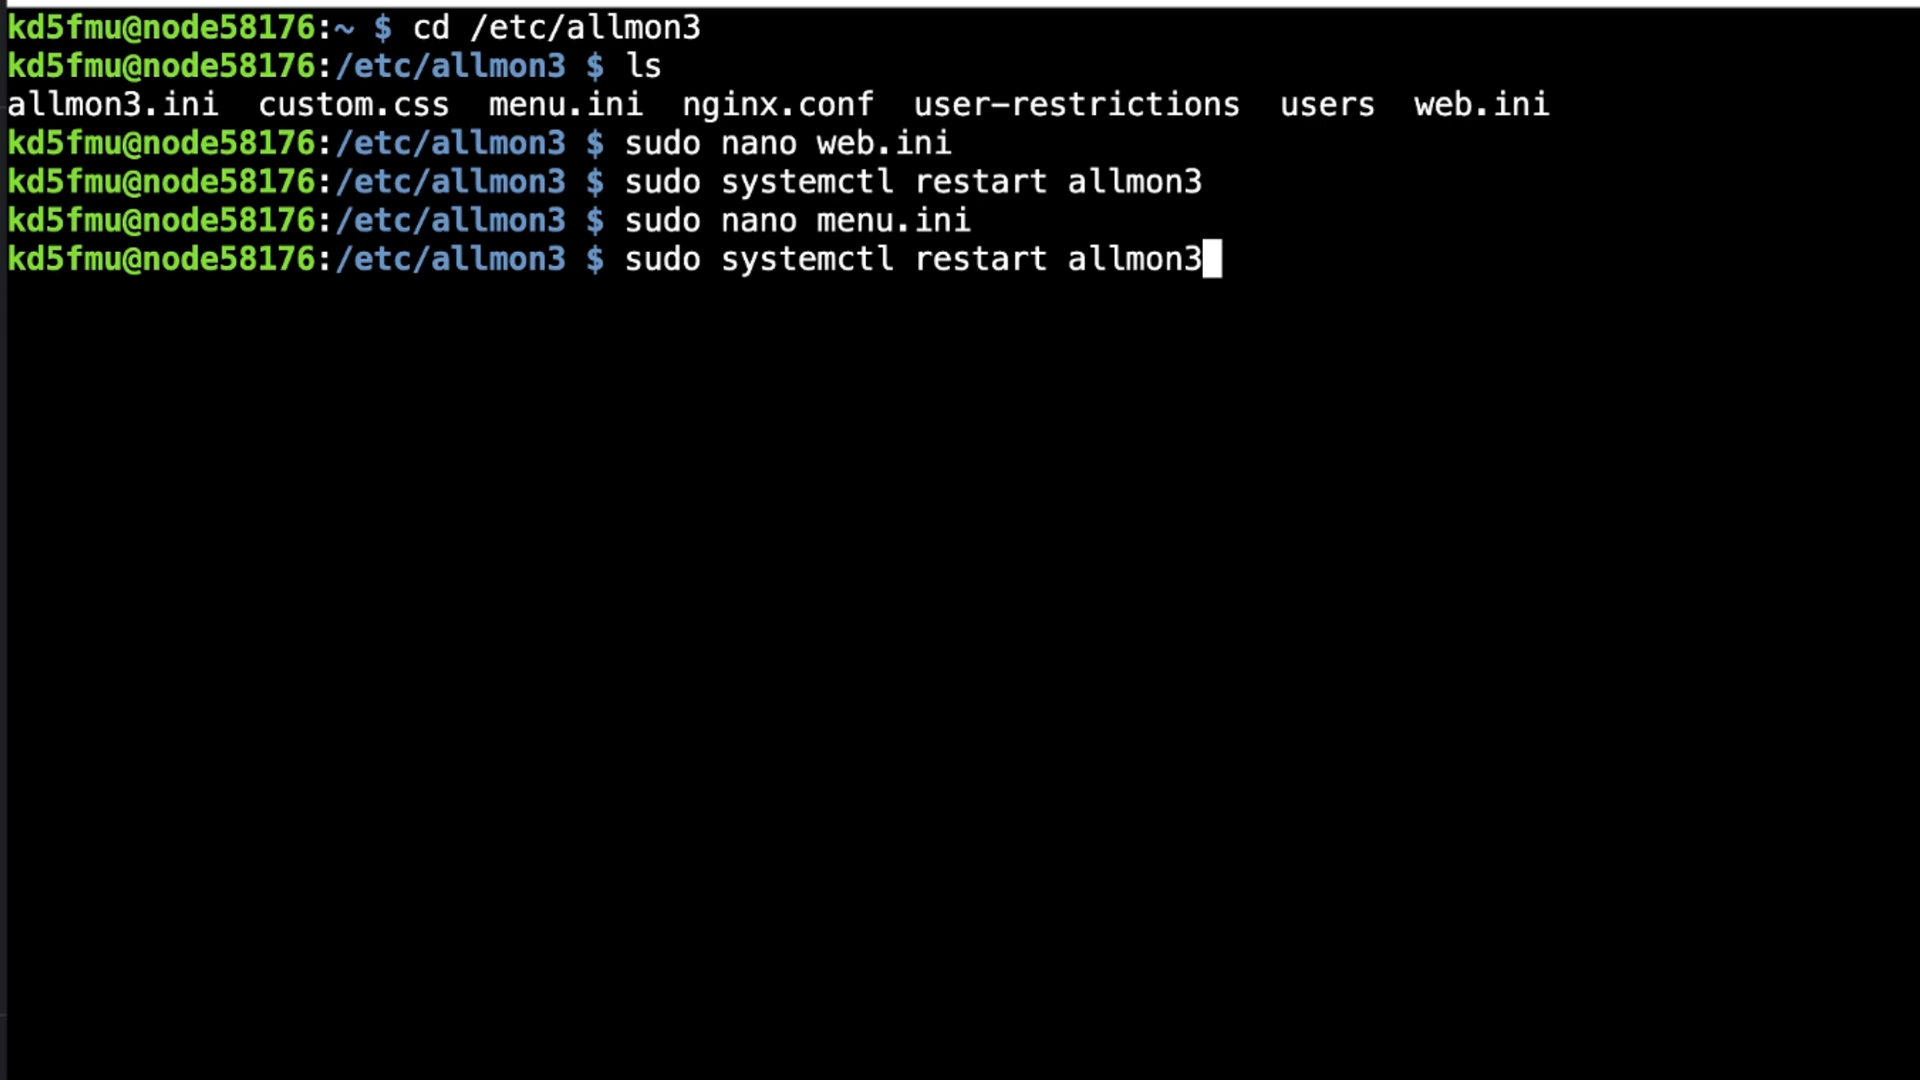 kd5fmu@node58176:~ $ cd /etc/allmon3
kd5fmu@node58176:/etc/allmon3 $ ls
allmon3.ini  custom.css  menu.ini  nginx.conf  user-restrictions  users  web.ini
kd5fmu@node58176:/etc/allmon3 $ sudo nano web.ini
kd5fmu@node58176:/etc/allmon3 $ sudo systemctl restart allmon3
kd5fmu@node58176:/etc/allmon3 $ sudo nano menu.ini
kd5fmu@node58176:/etc/allmon3 $ sudo systemctl restart allmon3